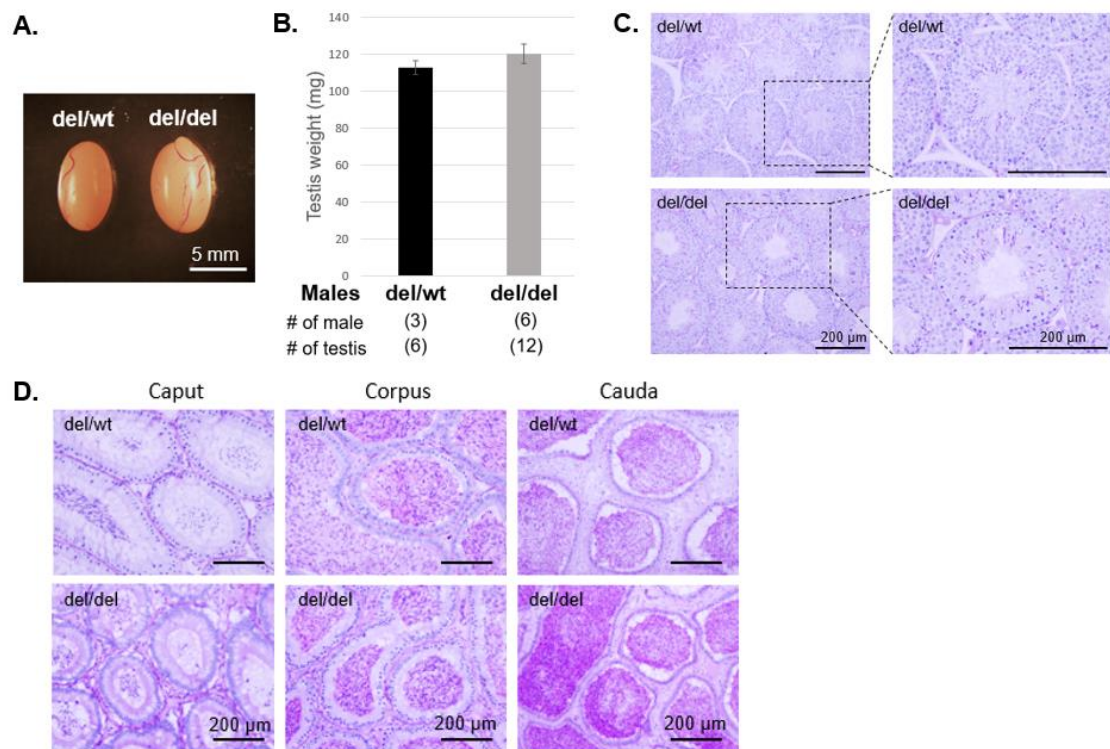 A.
del/wt del/del
5 mm
B.
Testis weight (mg)
140
120
100
80
60
40
20
0
Males del/wt del/del
# of male (3) (6)
# of testis (6) (12)
C.
del/wt
del/wt
del/del
200 µm
del/del
200 µm
D.
Caput Corpus Cauda
del/wt del/wt del/wt
del/del del/del del/del
200 µm 200 µm 200 µm